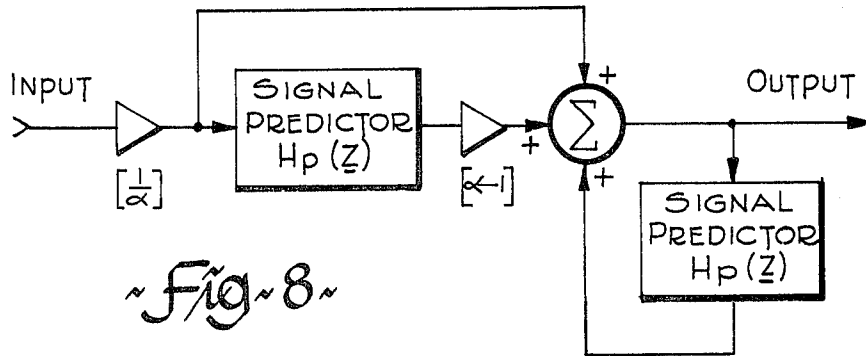 INPUT
[1/α]
SIGNAL
PREDICTOR
Hp (Z)
[α-1]
+
+
+
Σ
OUTPUT
SIGNAL
PREDICTOR
Hp (Z)
~Fig~8~